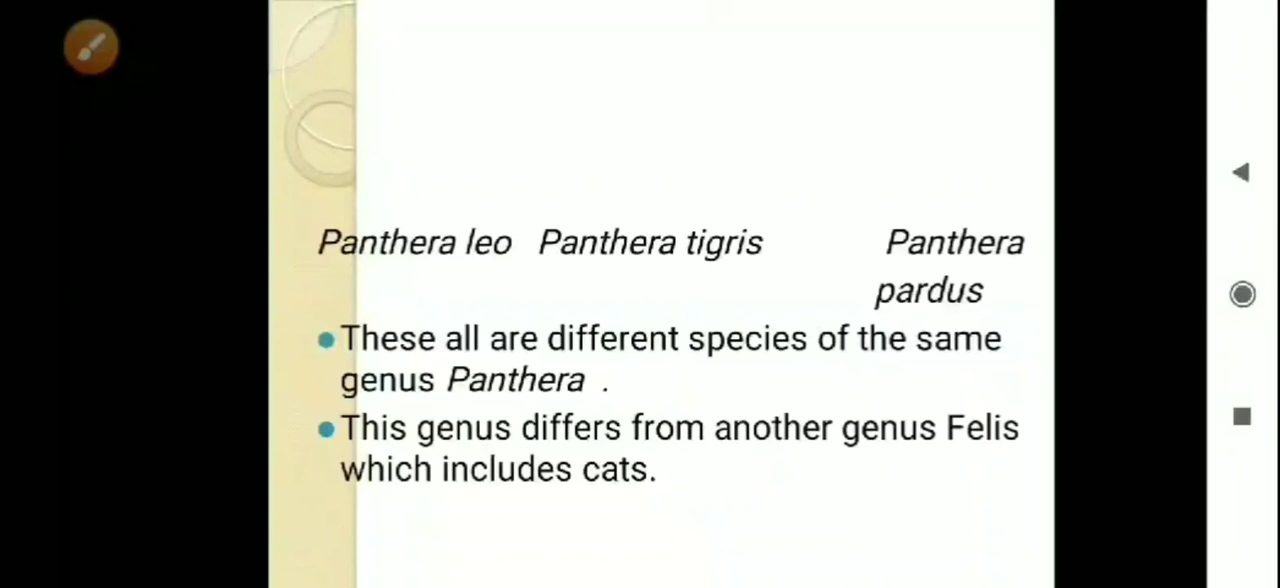 Panthera leo Panthera tigris Panthera
pardus
These all are different species of the same
genus Panthera .
This genus differs from another genus Felis
which includes cats.